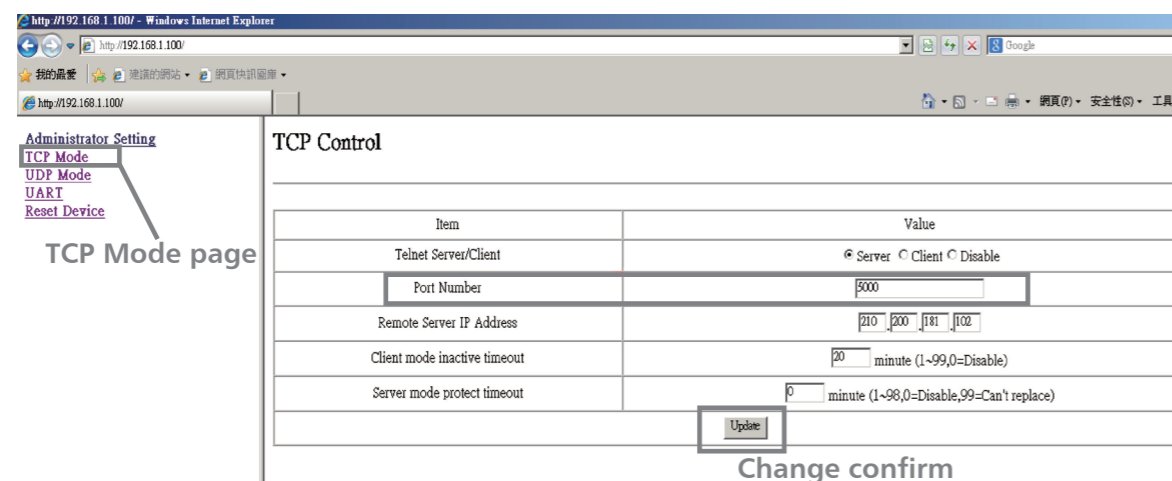 http://192.168.1.100/ - Windows Internet Explorer
http://192.168.1.100/
Google
我的最愛 建議的網站 網頁快訊圖庫
http://192.168.1.100/
網頁(P) 安全性(S) 工具
Administrator Setting
TCP Mode
UDP Mode
UART
Reset Device
TCP Mode page
TCP Control
Item Value
Telnet Server/Client Server Client Disable
Port Number 5000
Remote Server IP Address 210 . 200 . 181 . 102
Client mode inactive timeout 20 minute (1~99,0=Disable)
Server mode protect timeout 0 minute (1~98,0=Disable,99=Can't replace)
Update
Change confirm